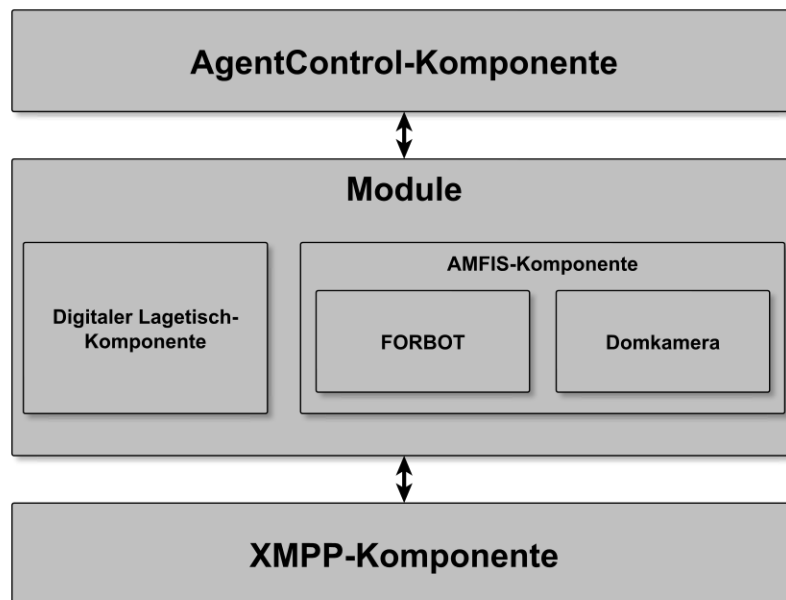 AgentControl-Komponente
Module
AMFIS-Komponente
Digitaler Lagetisch-
Komponente
FORBOT
Domkamera
XMPP-Komponente